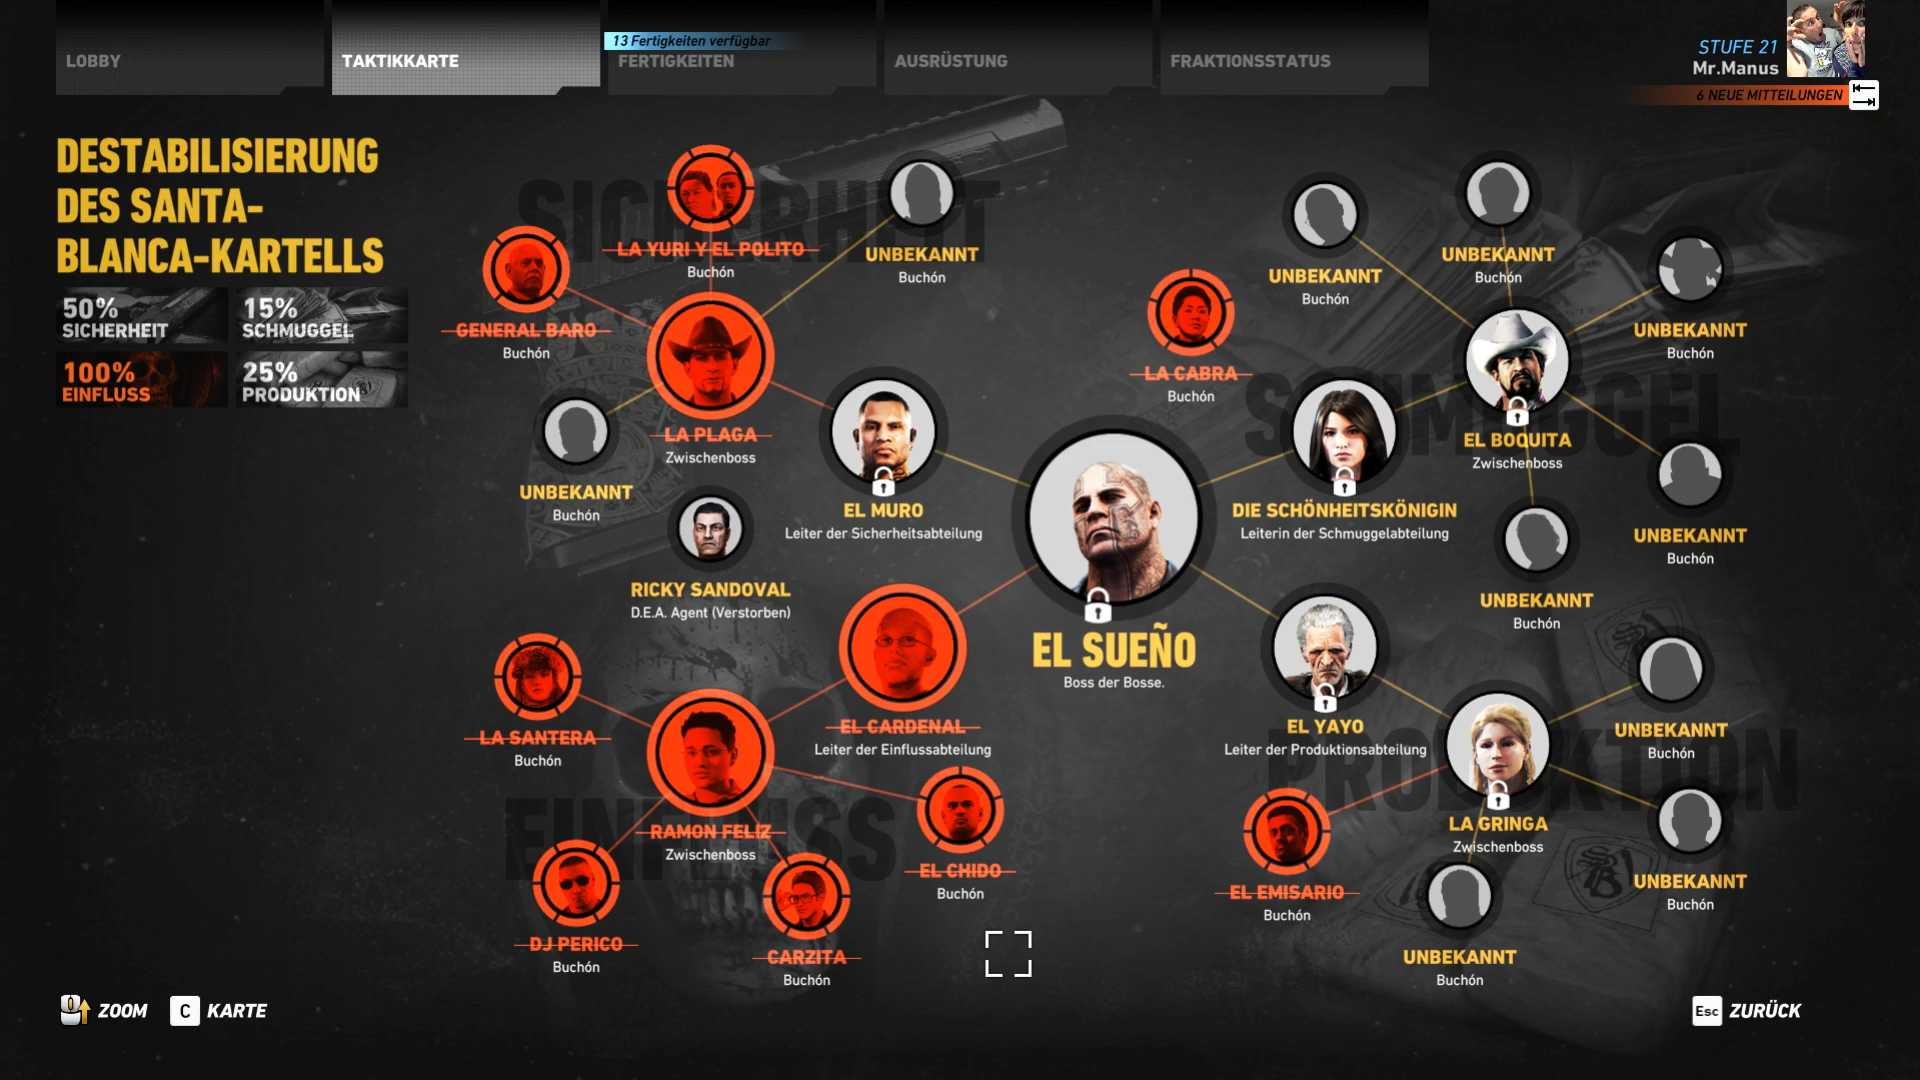 LOBBY
TAKTIKKARTE
13 Fertigkeiten verfügbar
FERTIGKEITEN
AUSRÜSTUNG
FRAKTIONSSTATUS
STUFE 21
Mr.Manus
6 NEUE MITTEILUNGEN
DESTABILISIERUNG
DES SANTA-
BLANCA-KARTELLS
50%
SICHERHEIT
15%
SCHMUGGEL
100%
EINFLUSS
25%
PRODUKTION
SICHERHEIT
LA YURI Y EL POLITO
Buchón
UNBEKANNT
Buchón
GENERAL BARO
Buchón
LA PLAGA
Zwischenboss
UNBEKANNT
Buchón
EL MURO
Leiter der Sicherheitsabteilung
RICKY SANDOVAL
D.E.A. Agent (Verstorben)
SCHMUGGEL
UNBEKANNT
Buchón
UNBEKANNT
Buchón
UNBEKANNT
Buchón
LA CABRA
Buchón
EL BOQUITA
Zwischenboss
DIE SCHÖNHEITSKÖNIGIN
Leiterin der Schmuggelabteilung
UNBEKANNT
Buchón
UNBEKANNT
Buchón
EL SUEÑO
Boss der Bosse.
EINFLUSS
EL CARDENAL
Leiter der Einflussabteilung
LA SANTERA
Buchón
RAMON FELIZ
Zwischenboss
EL CHIDO
Buchón
DJ PERICO
Buchón
CARZITA
Buchón
PRODUKTION
EL YAYO
Leiter der Produktionsabteilung
UNBEKANNT
Buchón
LA GRINGA
Zwischenboss
EL EMISARIO
Buchón
UNBEKANNT
Buchón
UNBEKANNT
Buchón
ZOOM
C KARTE
Esc ZURÜCK